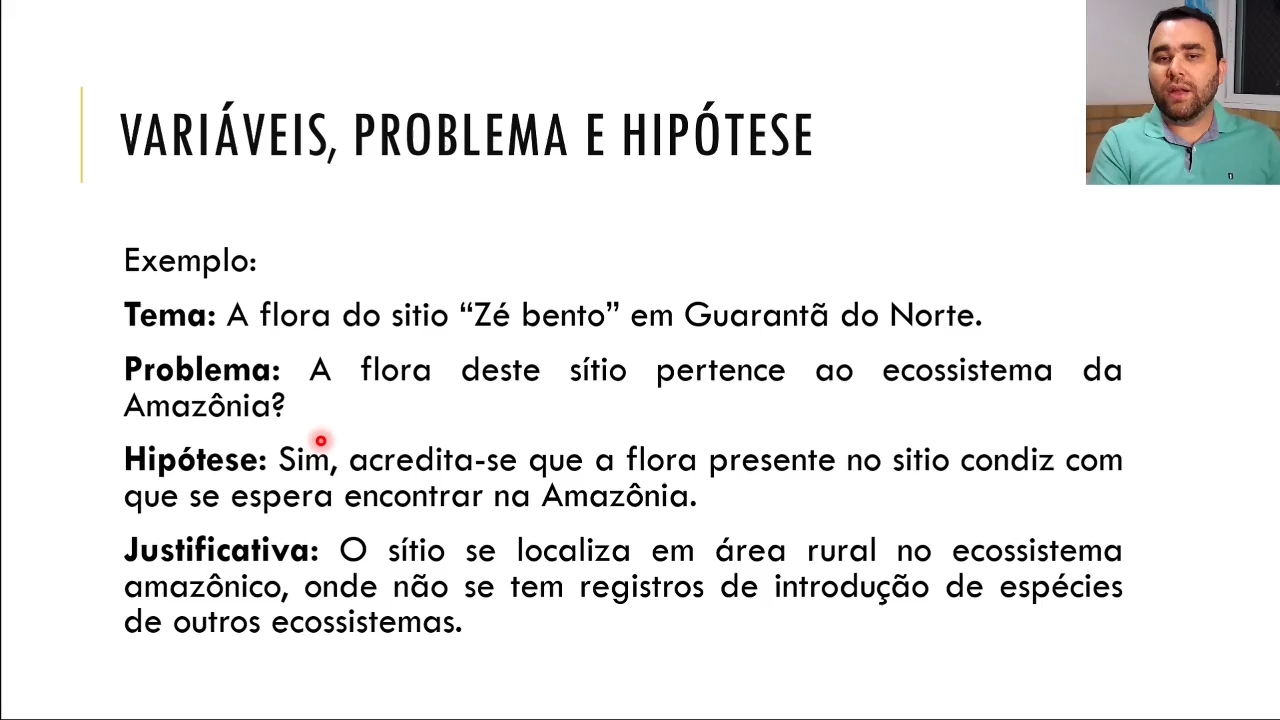 VARIÁVEIS, PROBLEMA E HIPÓTESE
Exemplo:
Tema: A flora do sitio “Zé bento” em Guarantã do Norte.
Problema: A flora deste sítio pertence ao ecossistema da
Amazônia?
Hipótese: Sim, acredita-se que a flora presente no sitio condiz com
que se espera encontrar na Amazônia.
Justificativa: O sítio se localiza em área rural no ecossistema
amazônico, onde não se tem registros de introdução de espécies
de outros ecossistemas.